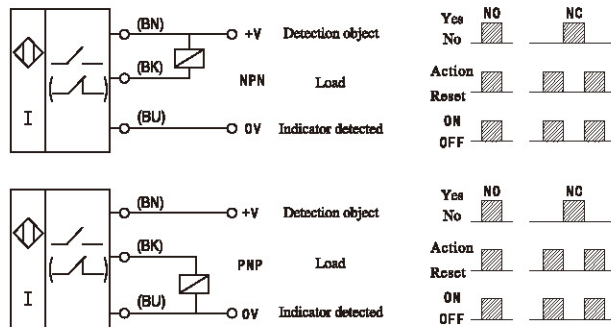 (BN) +V Detection object Yes No NO NC
(BK) NPN Load Action Reset
I (BU) 0V Indicator detected ON OFF
(BN) +V Detection object Yes No NO NC
(BK) PNP Load Action Reset
I (BU) 0V Indicator detected ON OFF